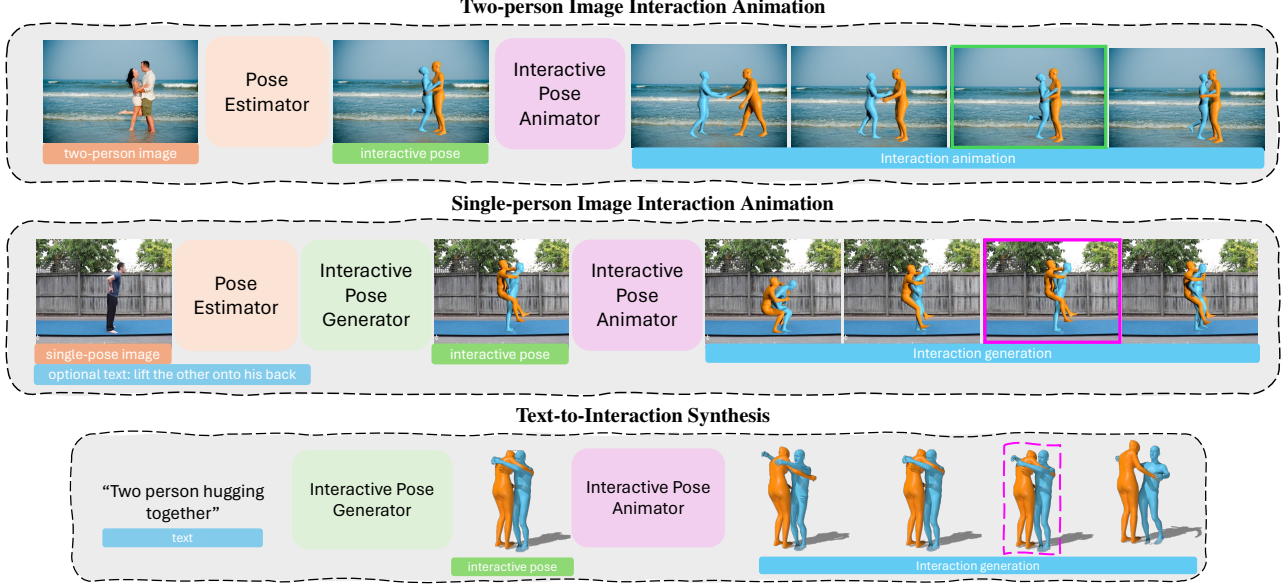 Two-person Image Interaction Animation
Pose
Estimator
Interactive
Pose
Animator
two-person image
interactive pose
Interaction animation
Single-person Image Interaction Animation
Pose
Estimator
Interactive
Pose
Generator
Interactive
Pose
Animator
single-pose image
interactive pose
Interaction generation
optional text: lift the other onto his back
Text-to-Interaction Synthesis
“Two person hugging
together”
text
Interactive Pose
Generator
Interactive Pose
Animator
interactive pose
Interaction generation